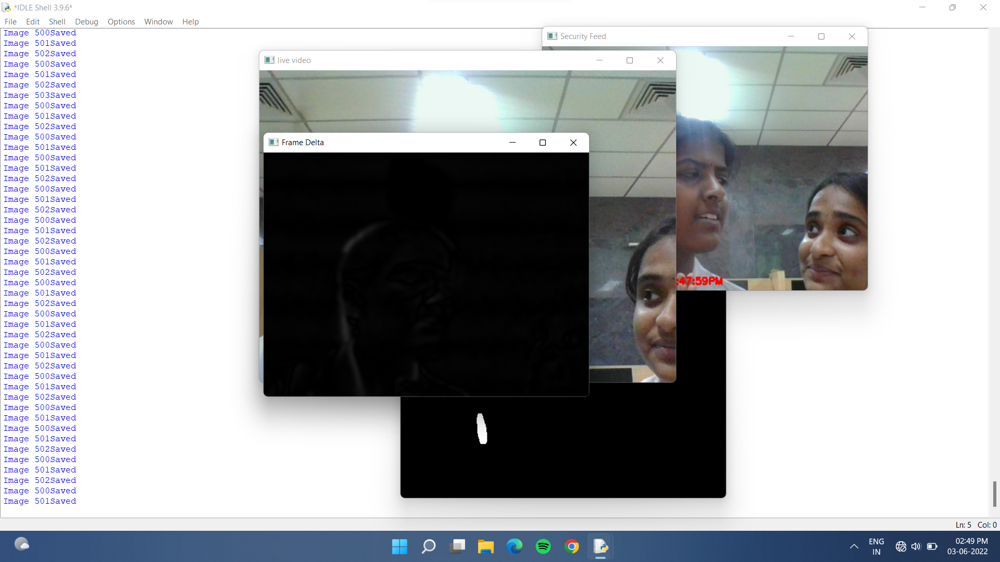 *IDLE Shell 3.9.6*
File Edit Shell Debug Options Window Help
Image 500Saved
Image 501Saved
Image 502Saved
Image 500Saved
Image 501Saved
Image 502Saved
Image 503Saved
Image 500Saved
Image 501Saved
Image 502Saved
Image 500Saved
Image 501Saved
Image 500Saved
Image 501Saved
Image 502Saved
Image 500Saved
Image 501Saved
Image 502Saved
Image 500Saved
Image 501Saved
Image 502Saved
Image 500Saved
Image 501Saved
Image 502Saved
Image 500Saved
Image 501Saved
Image 502Saved
Image 500Saved
Image 501Saved
Image 502Saved
Image 500Saved
Image 501Saved
Image 502Saved
Image 500Saved
Image 501Saved
Image 502Saved
Image 500Saved
Image 501Saved
Image 500Saved
Image 501Saved
Image 502Saved
Image 500Saved
Image 501Saved
Image 502Saved
Image 500Saved
Image 501Saved
Security Feed
live video
Frame Delta
:47:59PM
Ln: 5 Col: 0
ENG
IN
02:49 PM
03-06-2022